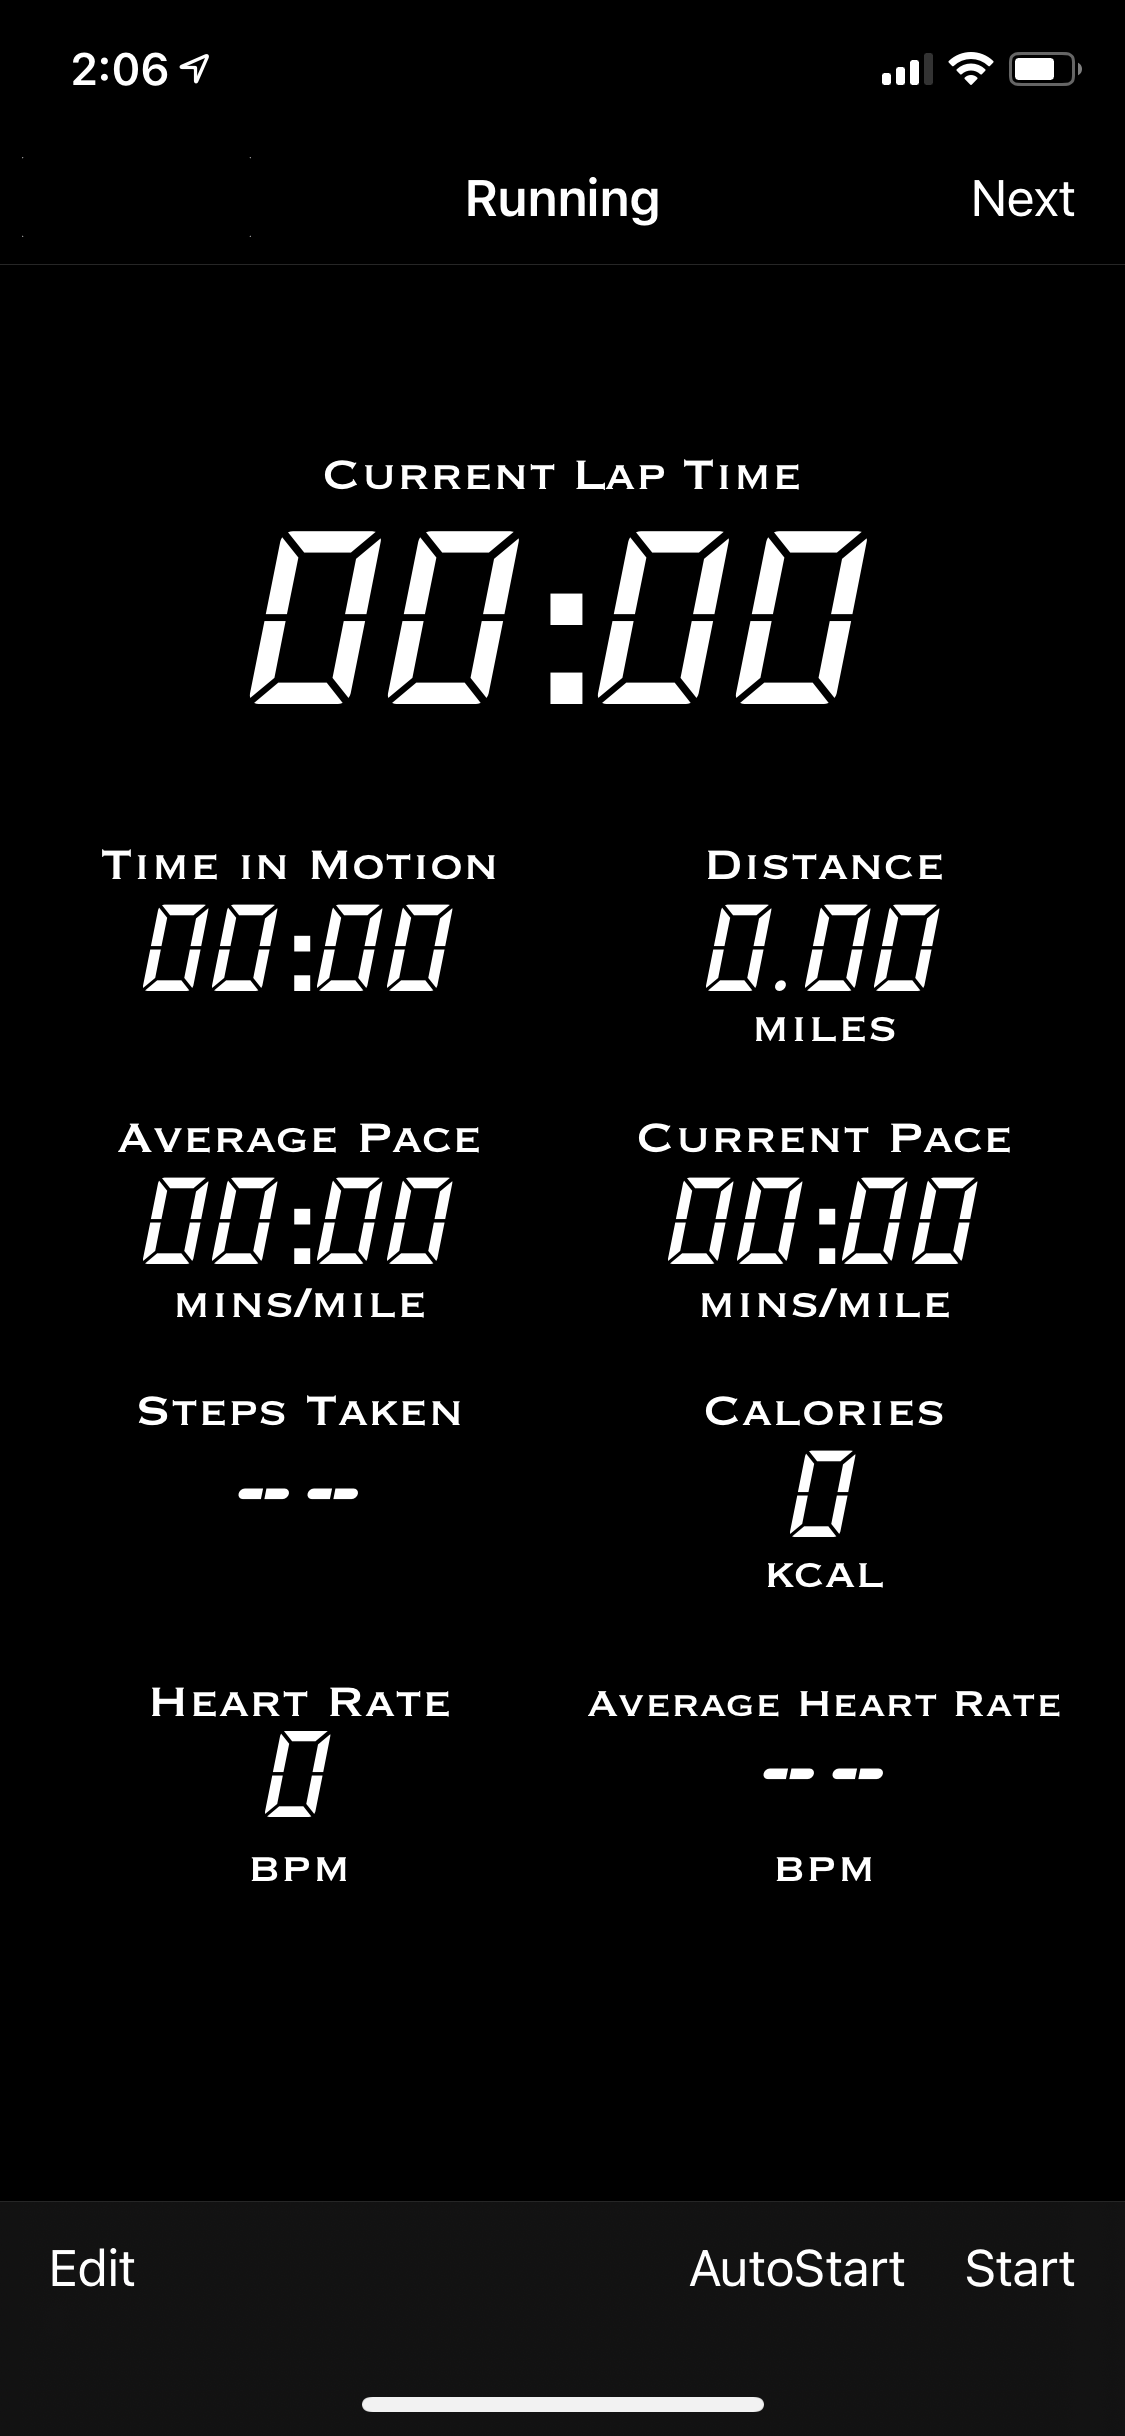 2:06
Running Next
Current Lap Time
00:00
Time in Motion Distance
00:00 0.00
miles
Average Pace Current Pace
00:00 00:00
mins/mile mins/mile
Steps Taken Calories
-- 0
kcal
Heart Rate Average Heart Rate
0 --
bpm bpm
Edit AutoStart Start